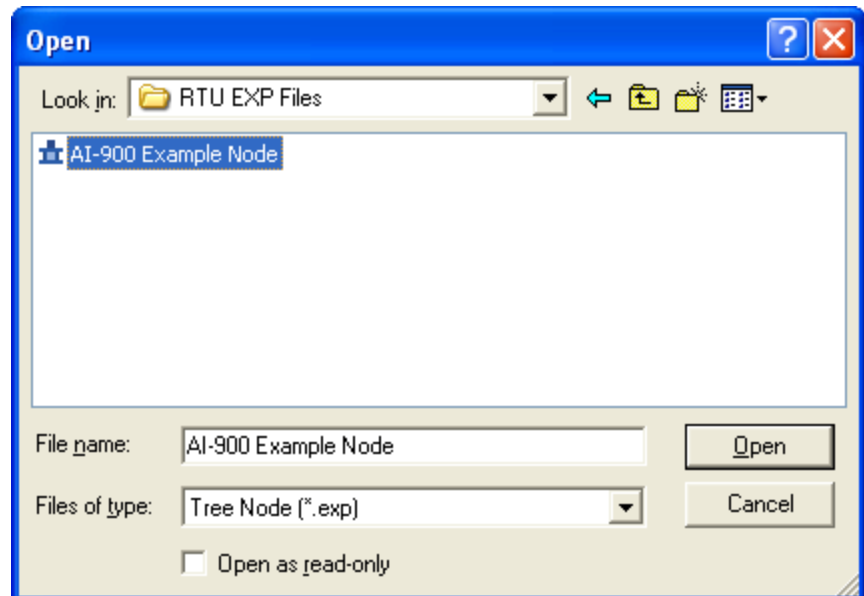 Open
Look in: RTU EXP Files
AI-900 Example Node
File name: AI-900 Example Node Open
Files of type: Tree Node (*.exp) Cancel
Open as read-only